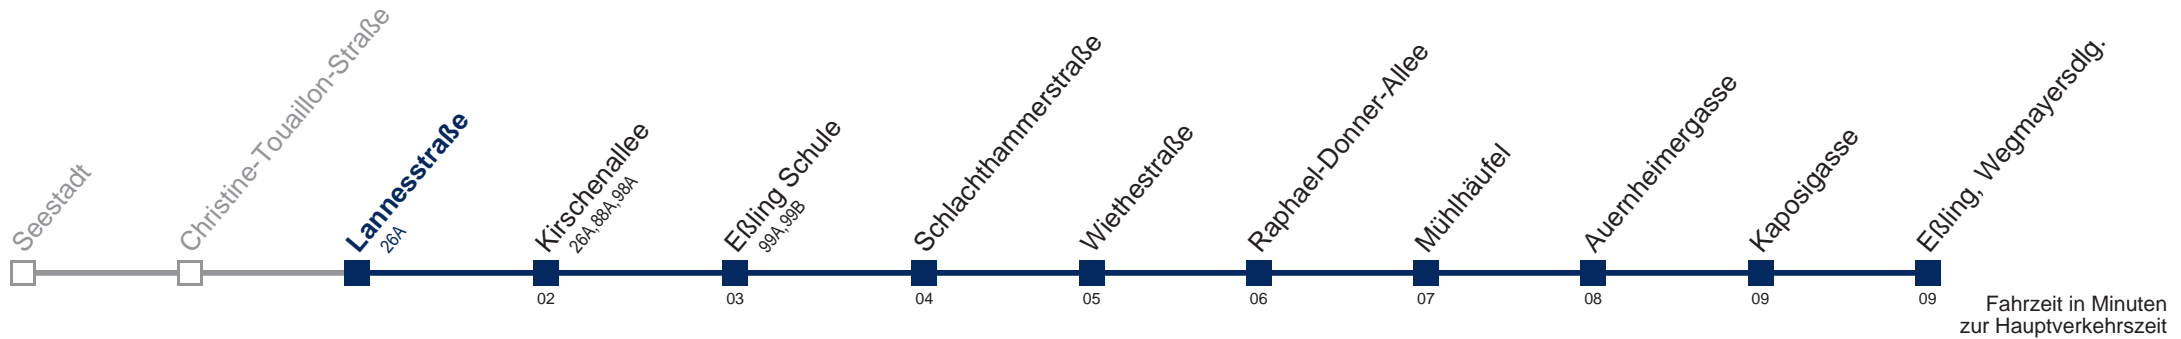 Seestadt
Christine-Touaillon-Straße
Lannesstraße
26A
Kirschenallee
26A,88A,98A
Eßling Schule
99A,99B
Schlachthammerstraße
Wiethestraße
Raphael-Donner-Allee
Mühlhäufel
Auernheimergasse
Kaposigasse
Eßling, Wegmayersdlg.
02
03
04
05
06
07
08
09
09
Fahrzeit in Minuten
zur Hauptverkehrszeit